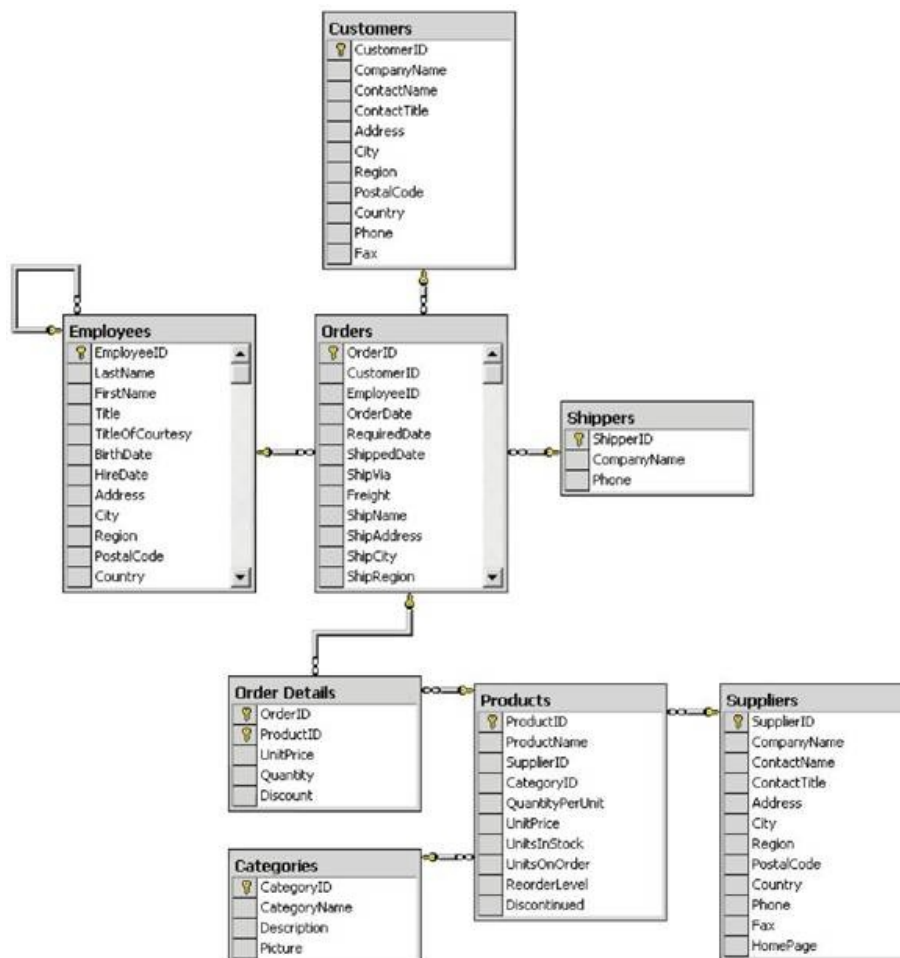 Customers
CustomerID
CompanyName
ContactName
ContactTitle
Address
City
Region
PostalCode
Country
Phone
Fax
Employees
EmployeeID
LastName
FirstName
Title
TitleOfCourtesy
BirthDate
HireDate
Address
City
Region
PostalCode
Country
Orders
OrderID
CustomerID
EmployeeID
OrderDate
RequiredDate
ShippedDate
ShipVia
Freight
ShipName
ShipAddress
ShipCity
ShipRegion
Shippers
ShipperID
CompanyName
Phone
Order Details
OrderID
ProductID
UnitPrice
Quantity
Discount
Products
ProductID
ProductName
SupplierID
CategoryID
QuantityPerUnit
UnitPrice
UnitsInStock
UnitsOnOrder
ReorderLevel
Discontinued
Suppliers
SupplierID
CompanyName
ContactName
ContactTitle
Address
City
Region
PostalCode
Country
Phone
Fax
HomePage
Categories
CategoryID
CategoryName
Description
Picture